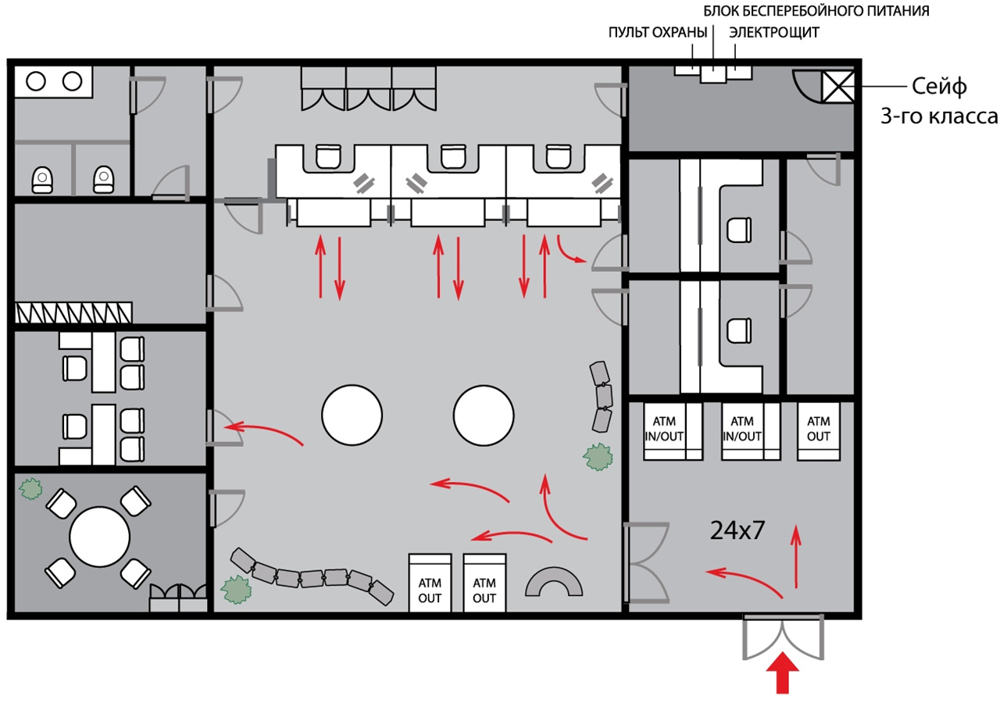 БЛОК БЕСПЕРЕБОЙНОГО ПИТАНИЯ
ПУЛЬТ ОХРАНЫ
ЭЛЕКТРОЩИТ
Сейф
3-го класса
ATM
IN/OUT
ATM
IN/OUT
ATM
OUT
24x7
ATM
OUT
ATM
OUT